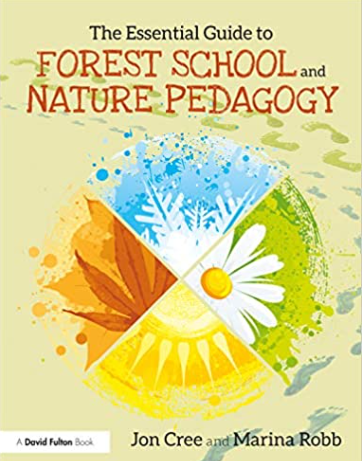 The Essential Guide to
FOREST SCHOOL and
NATURE PEDAGOGY
A David Fulton Book
Jon Cree and Marina Robb